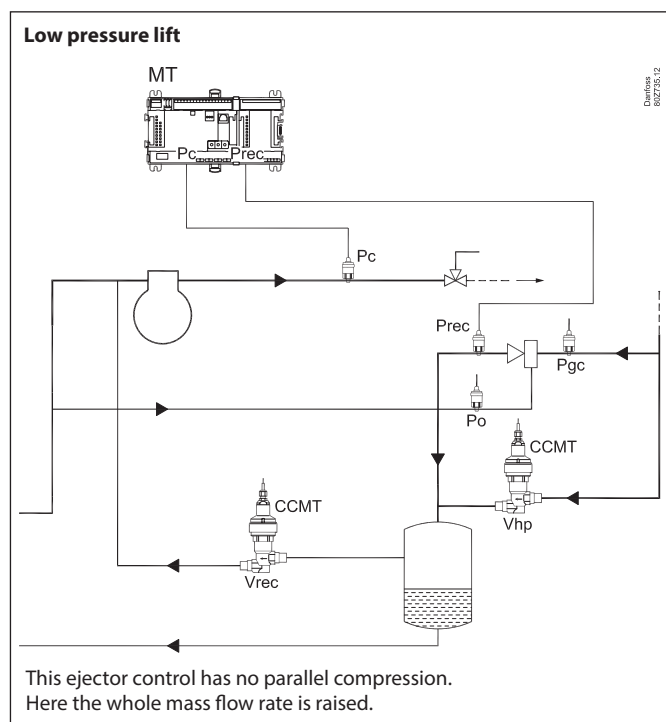 Low pressure lift
Danfoss
80Z735.12
MT
Pc
Prec
Pc
Prec
Pgc
Po
CCMT
CCMT
Vhp
Vrec
This ejector control has no parallel compression.
Here the whole mass flow rate is raised.